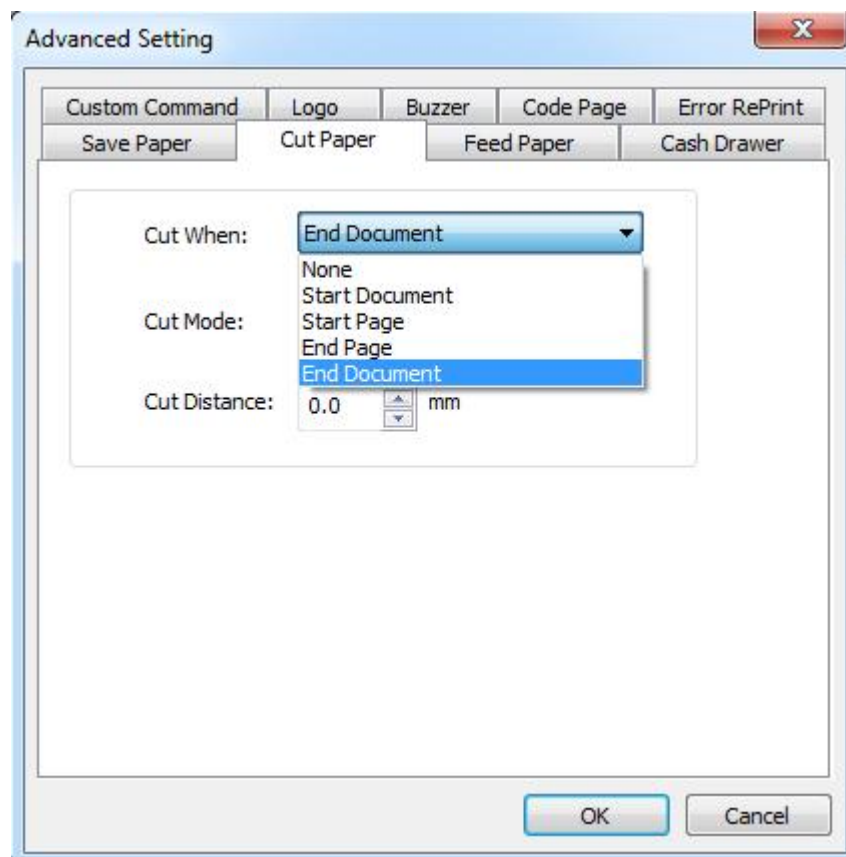 Advanced Setting
Custom Command Logo Buzzer Code Page Error RePrint
Save Paper Cut Paper Feed Paper Cash Drawer
Cut When: End Document
None
Start Document
Cut Mode: Start Page
End Page
End Document
Cut Distance: 0.0 mm
OK Cancel